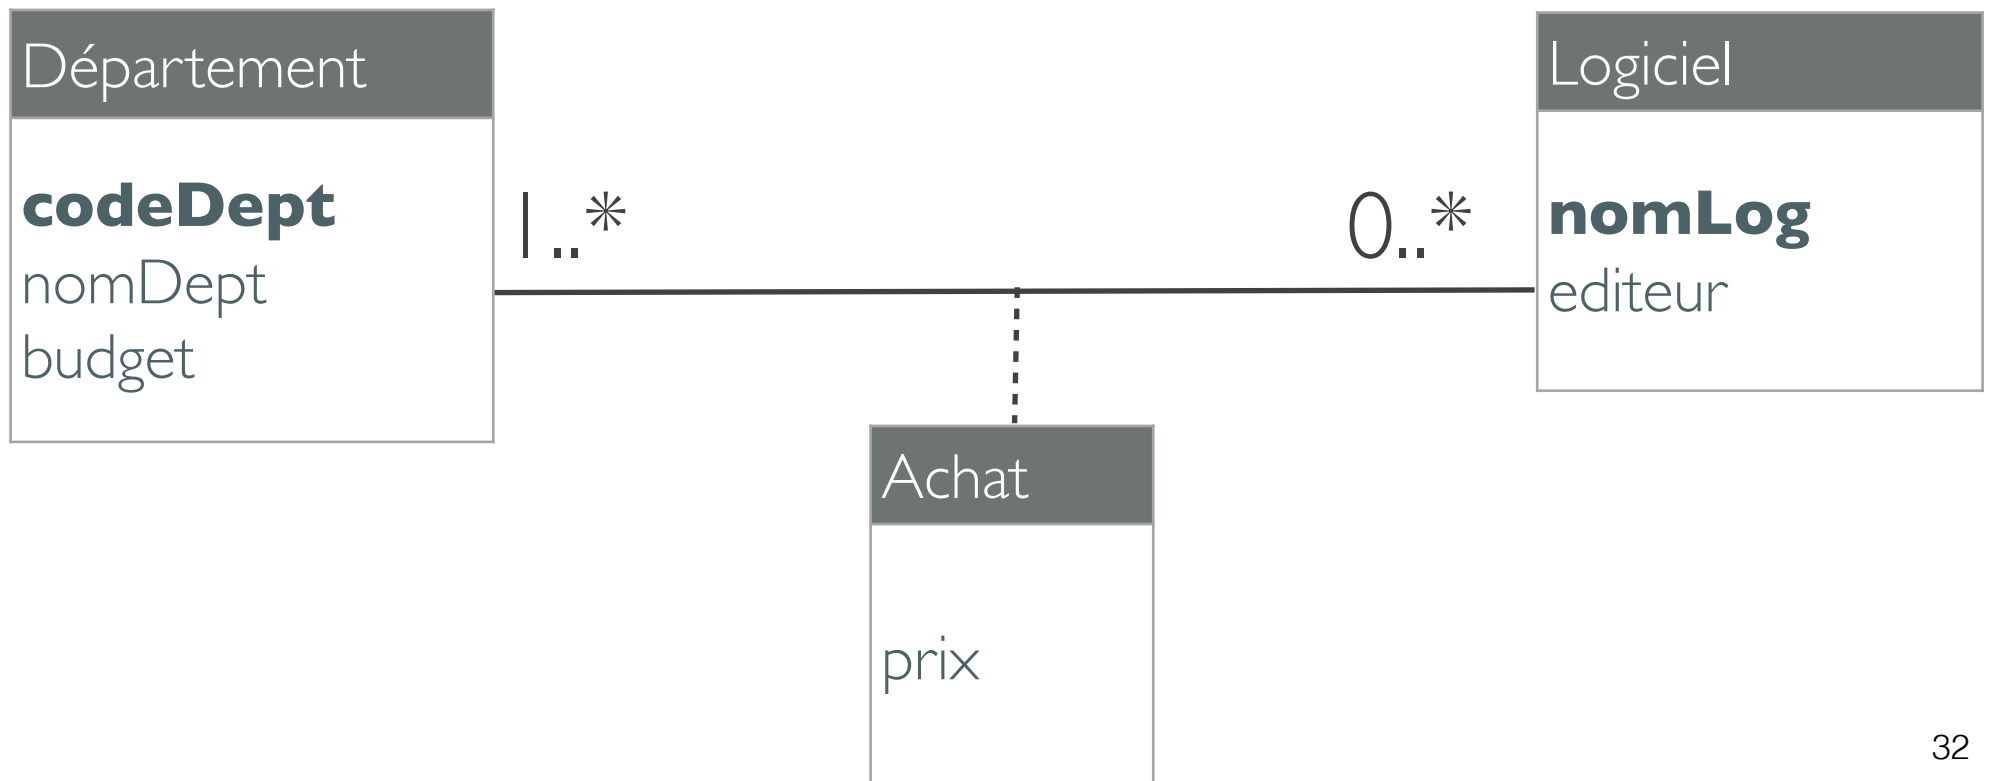 Département
codeDept
nomDept
budget
1..*
0..*
Logiciel
nomLog
editeur
Achat
prix
32